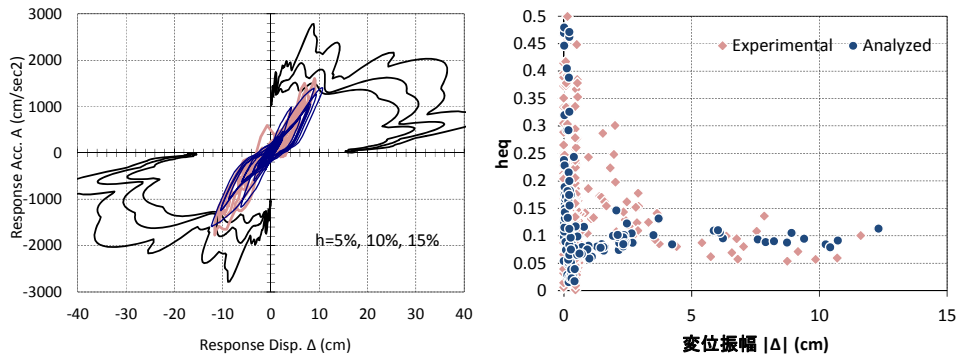 3000
2000
1000
0
-1000
-2000
-3000
-40 -30 -20 -10 0 10 20 30 40
Response Acc. A (cm/sec2)
Response Disp. Δ (cm)
h=5%, 10%, 15%
0.5
0.45
0.4
0.35
0.3
0.25
0.2
0.15
0.1
0.05
0
0 5 10 15
heq
変位振幅 |Δ| (cm)
Experimental Analyzed